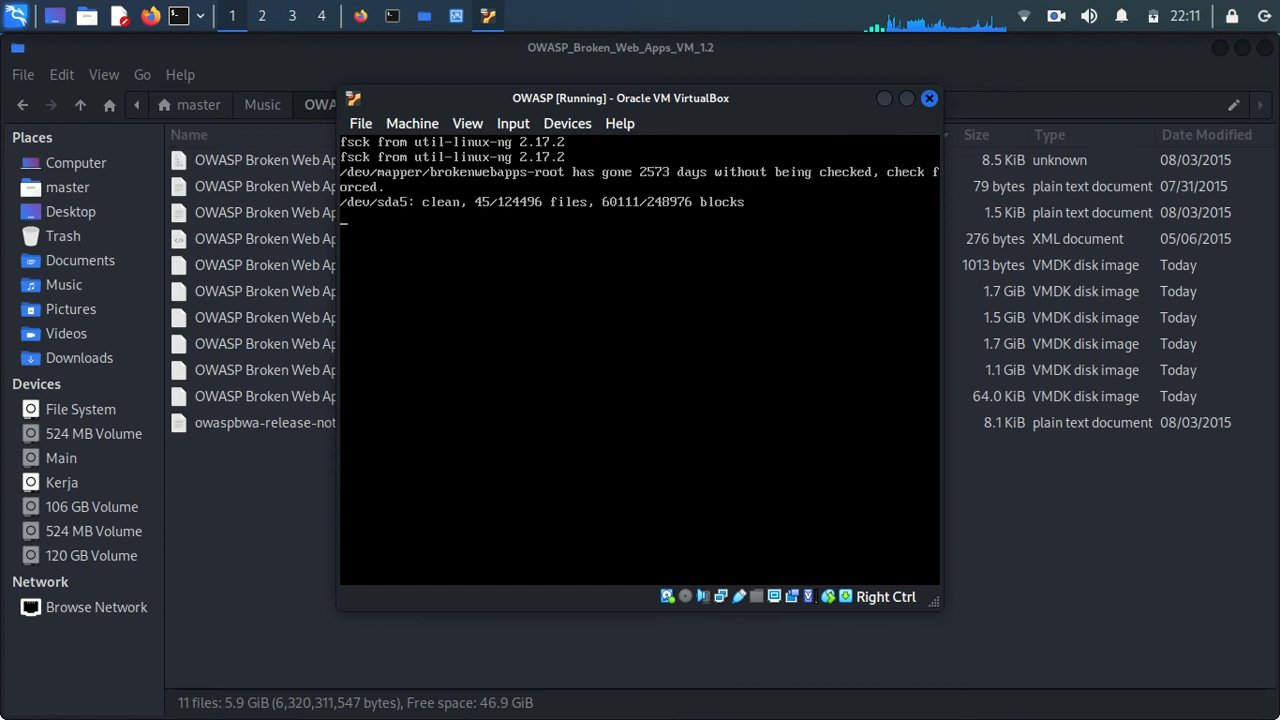 1 2 3 4 22:11
OWASP_Broken_Web_Apps_VM_1.2
File Edit View Go Help
master Music OWA
Places
Computer
master
Desktop
Trash
Documents
Music
Pictures
Videos
Downloads
Devices
File System
524 MB Volume
Main
Kerja
106 GB Volume
524 MB Volume
120 GB Volume
Network
Browse Network
Name Size Type Date Modified
OWASP Broken Web Ap 8.5 KiB unknown 08/03/2015
OWASP Broken Web Ap 79 bytes plain text document 07/31/2015
OWASP Broken Web Ap 1.5 KiB plain text document 08/03/2015
OWASP Broken Web Ap 276 bytes XML document 05/06/2015
OWASP Broken Web Ap 1013 bytes VMDK disk image Today
OWASP Broken Web Ap 1.7 GiB VMDK disk image Today
OWASP Broken Web Ap 1.5 GiB VMDK disk image Today
OWASP Broken Web Ap 1.7 GiB VMDK disk image Today
OWASP Broken Web Ap 1.1 GiB VMDK disk image Today
OWASP Broken Web Ap 64.0 KiB VMDK disk image Today
owaspbwa-release-not 8.1 KiB plain text document 08/03/2015
11 files: 5.9 GiB (6,320,311,547 bytes), Free space: 46.9 GiB
OWASP [Running] - Oracle VM VirtualBox
File Machine View Input Devices Help
fsck from util-linux-ng 2.17.2
fsck from util-linux-ng 2.17.2
/dev/mapper/brokenwebapps-root has gone 2573 days without being checked, check f
orced.
/dev/sda5: clean, 45/124496 files, 60111/248976 blocks
Right Ctrl